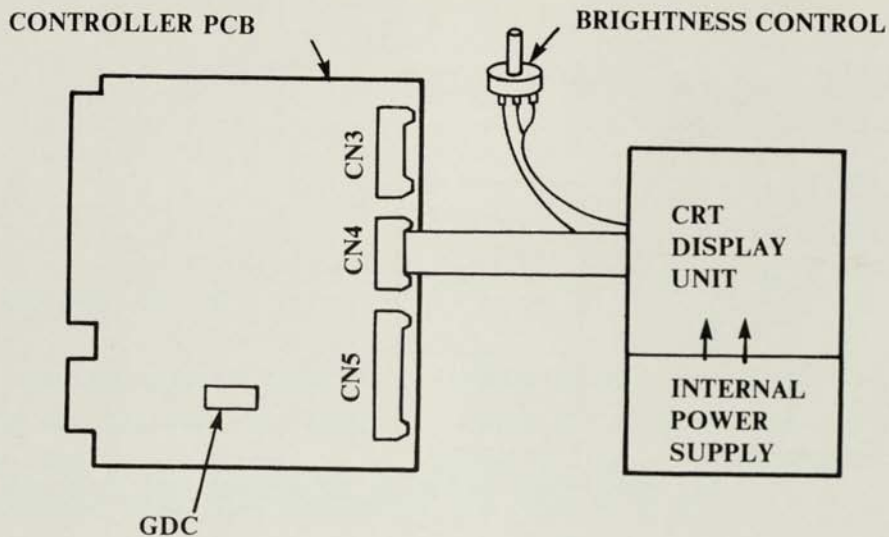 CONTROLLER PCB
BRIGHTNESS CONTROL
CN3
CN4
CN5
CRT
DISPLAY
UNIT
INTERNAL
POWER
SUPPLY
GDC